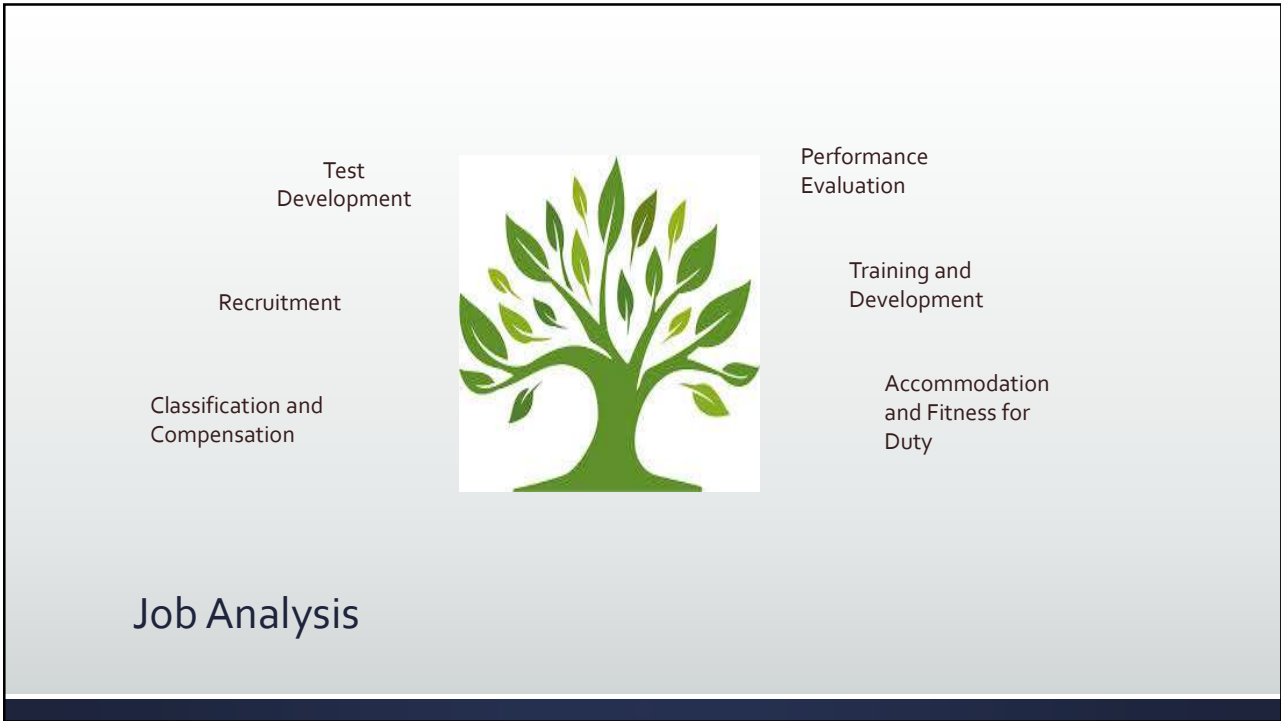 Test
Development
Recruitment
Classification and
Compensation
Performance
Evaluation
Training and
Development
Accommodation
and Fitness for
Duty
Job Analysis